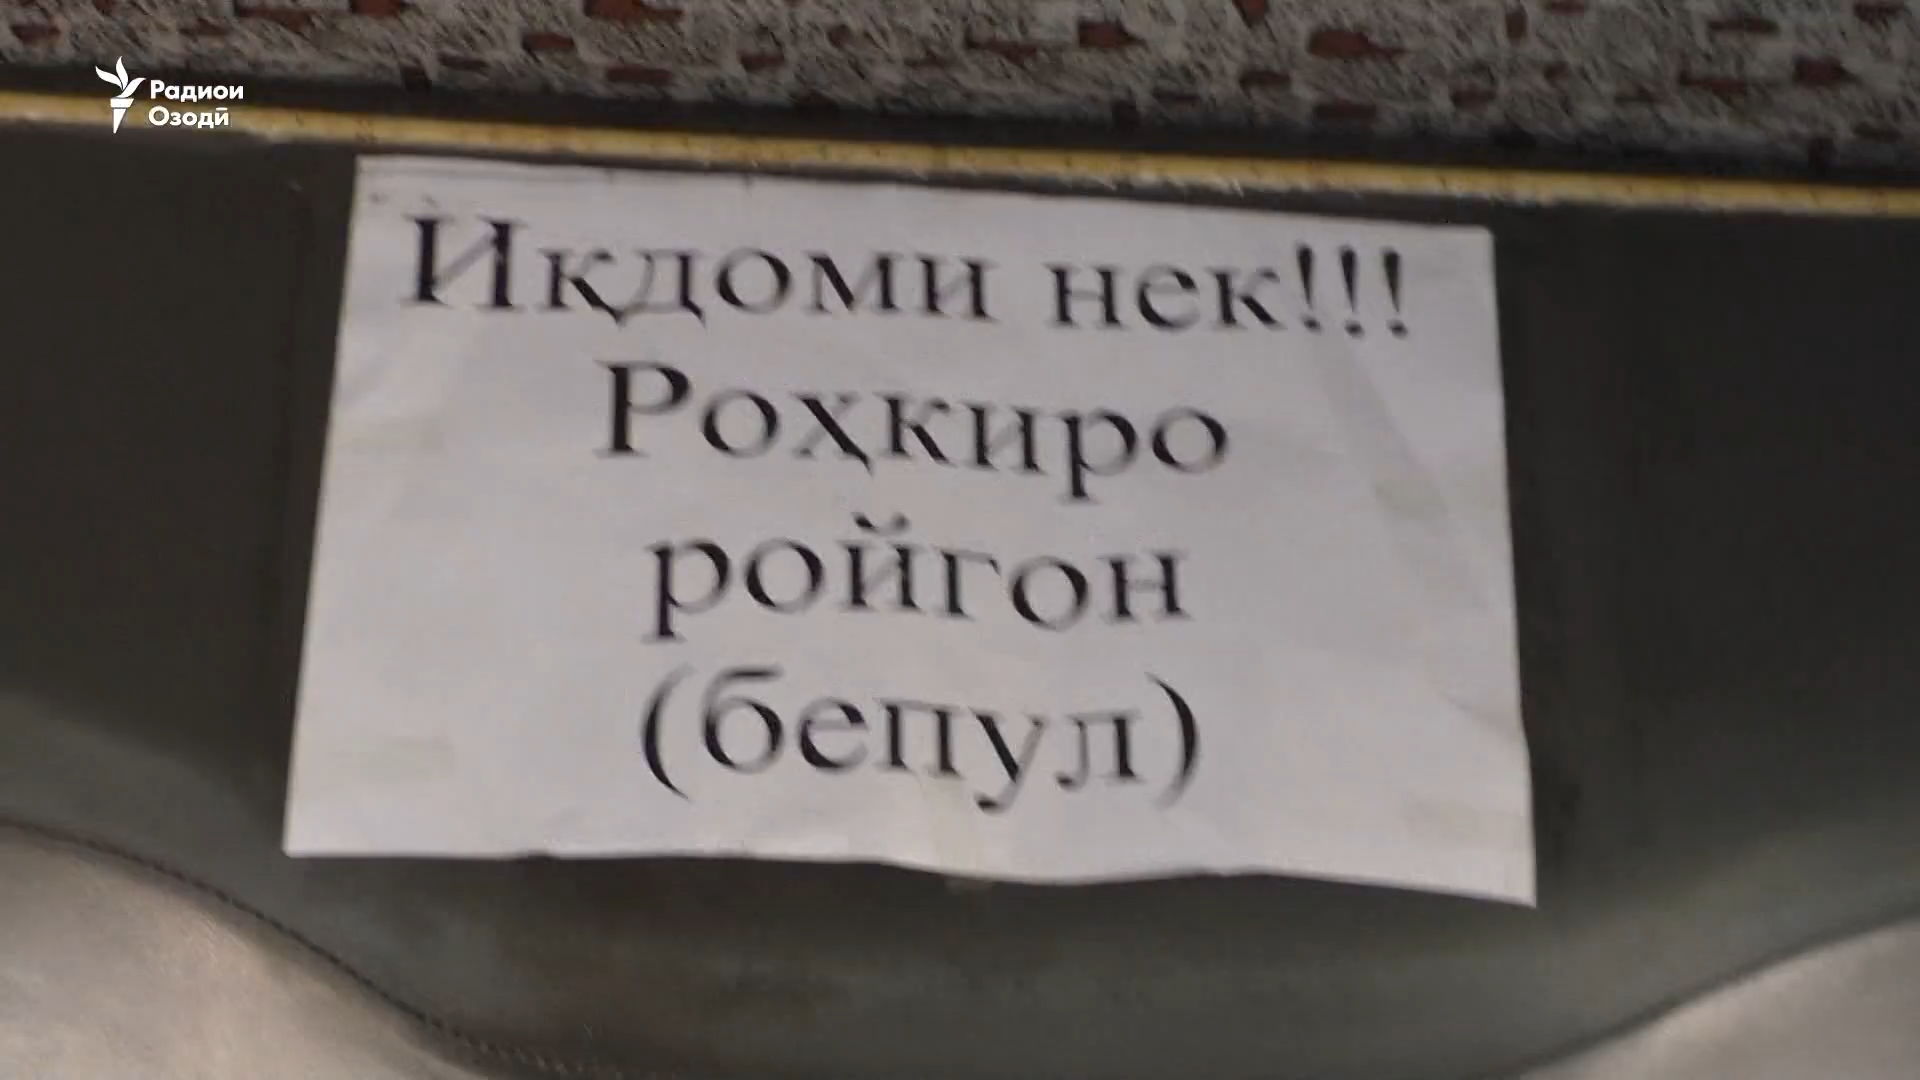 Радиои
Озодӣ
Иқдоми нек!!!
Роҳкиро
ройгон
(бепул)